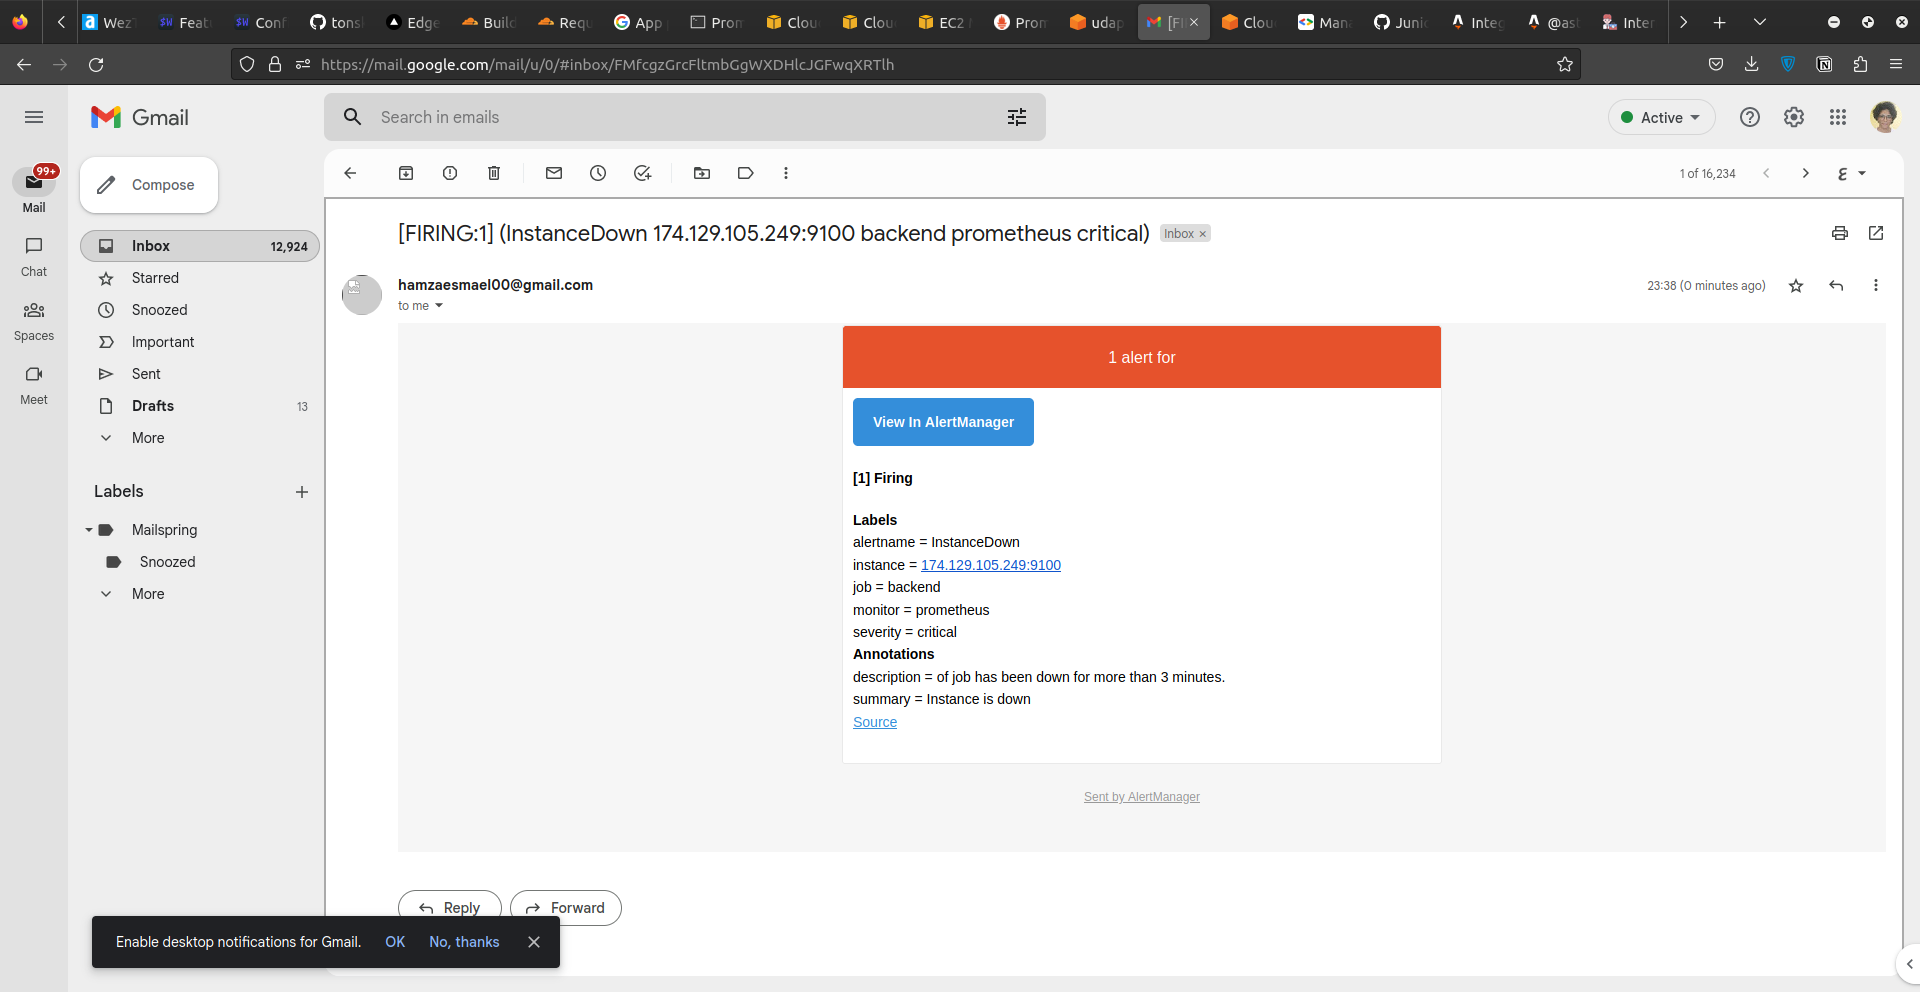 WezT
Featu
Conf
tons
Edge
Build
Requ
App
Prom
Clou
Clou
EC2
Prom
udap
[FI
Clou
Mana
Juni
Integ
@ast
Inter
https://mail.google.com/mail/u/0/#inbox/FMfcgzGrcFltmbGgWXDHlcJGFwqXRTlh
Gmail
Search in emails
Active
99+
Mail
Chat
Spaces
Meet
Compose
Inbox 12,924
Starred
Snoozed
Important
Sent
Drafts 13
More
Labels
Mailspring
Snoozed
More
1 of 16,234
[FIRING:1] (InstanceDown 174.129.105.249:9100 backend prometheus critical) Inbox ×
hamzaesmael00@gmail.com
to me
23:38 (0 minutes ago)
1 alert for
View In AlertManager
[1] Firing
Labels
alertname = InstanceDown
instance = 174.129.105.249:9100
job = backend
monitor = prometheus
severity = critical
Annotations
description = of job has been down for more than 3 minutes.
summary = Instance is down
Source
Sent by AlertManager
Reply
Forward
Enable desktop notifications for Gmail. OK No, thanks